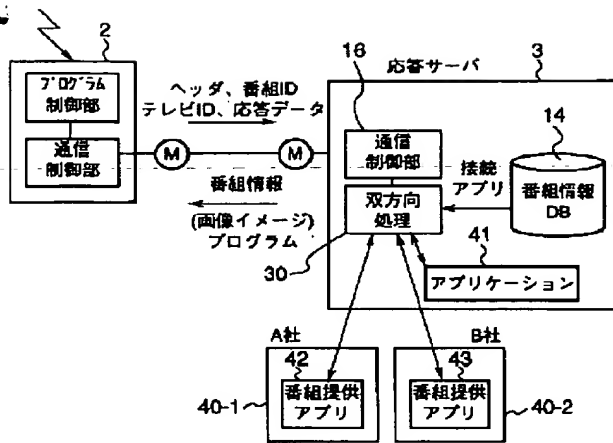 2
プログラム
制御部
通信
制御部
ヘッダ、番組ID
テレビID、応答データ
M
M
番組情報
(画像イメージ)
プログラム
応答サーバ
3
16
通信
制御部
双方向
処理
30
接続
アプリ
14
番組情報
DB
41
アプリケーション
A社
42
番組提供
アプリ
40-1
B社
43
番組提供
アプリ
40-2